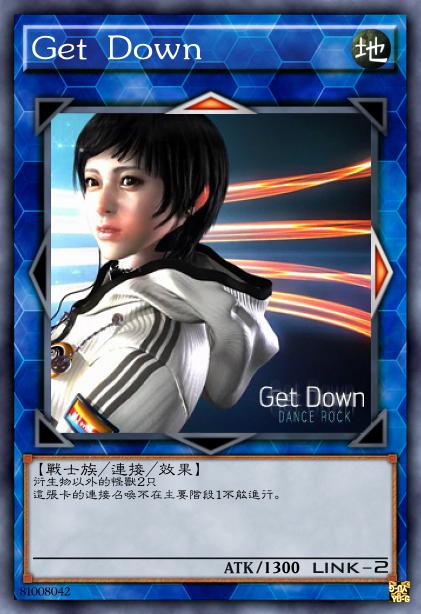 Get Down
地
Get Down
DANCE ROCK
【戰士族／連接／效果】
衍生物以外的怪獸2只
這張卡的連接召喚不在主要階段1不能進行。
ATK/1300 LINK-2
81008042